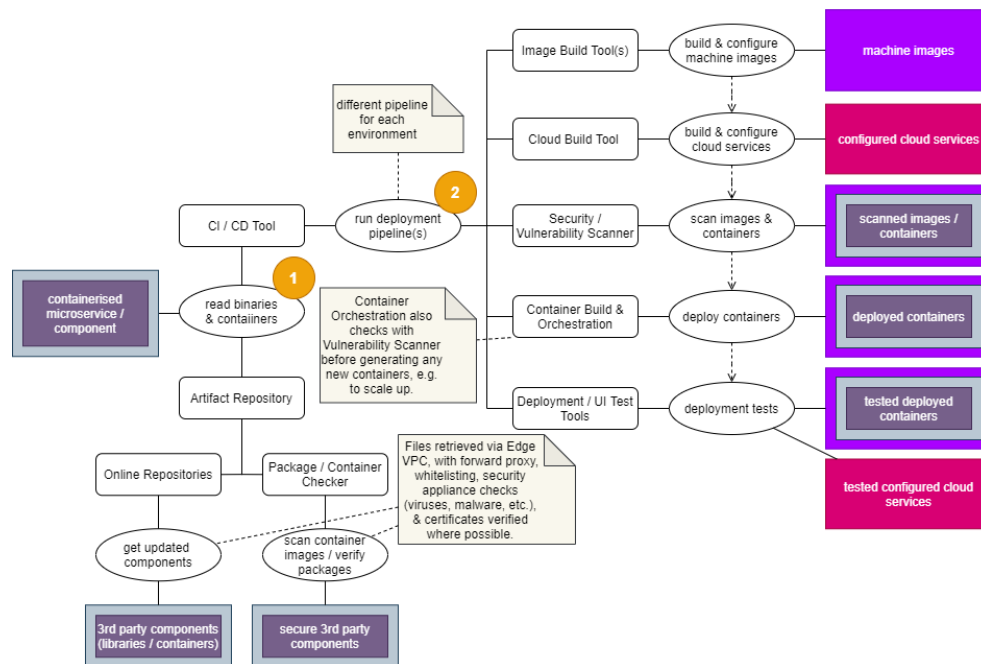 Image Build Tool(s)
build & configure
machine images
machine images
different pipeline
for each
environment
Cloud Build Tool
build & configure
cloud services
configured cloud services
2
CI / CD Tool
run deployment
pipeline(s)
Security /
Vulnerability Scanner
scan images &
containers
scanned images /
containers
1
containerised
microservice /
component
read binaries
& contaiiners
Container
Orchestration also
checks with
Vulnerability Scanner
before generating any
new containers, e.g.
to scale up.
Container Build &
Orchestration
deploy containers
deployed containers
Artifact Repository
Deployment / UI Test
Tools
deployment tests
tested deployed
containers
Online Repositories
Package / Container
Checker
Files retrieved via Edge
VPC, with forward proxy,
whitelisting, security
appliance checks
(viruses, malware, etc.),
& certificates verified
where possible.
tested configured cloud
services
get updated
components
scan container
images / verify
packages
3rd party components
(libraries / containers)
secure 3rd party
components